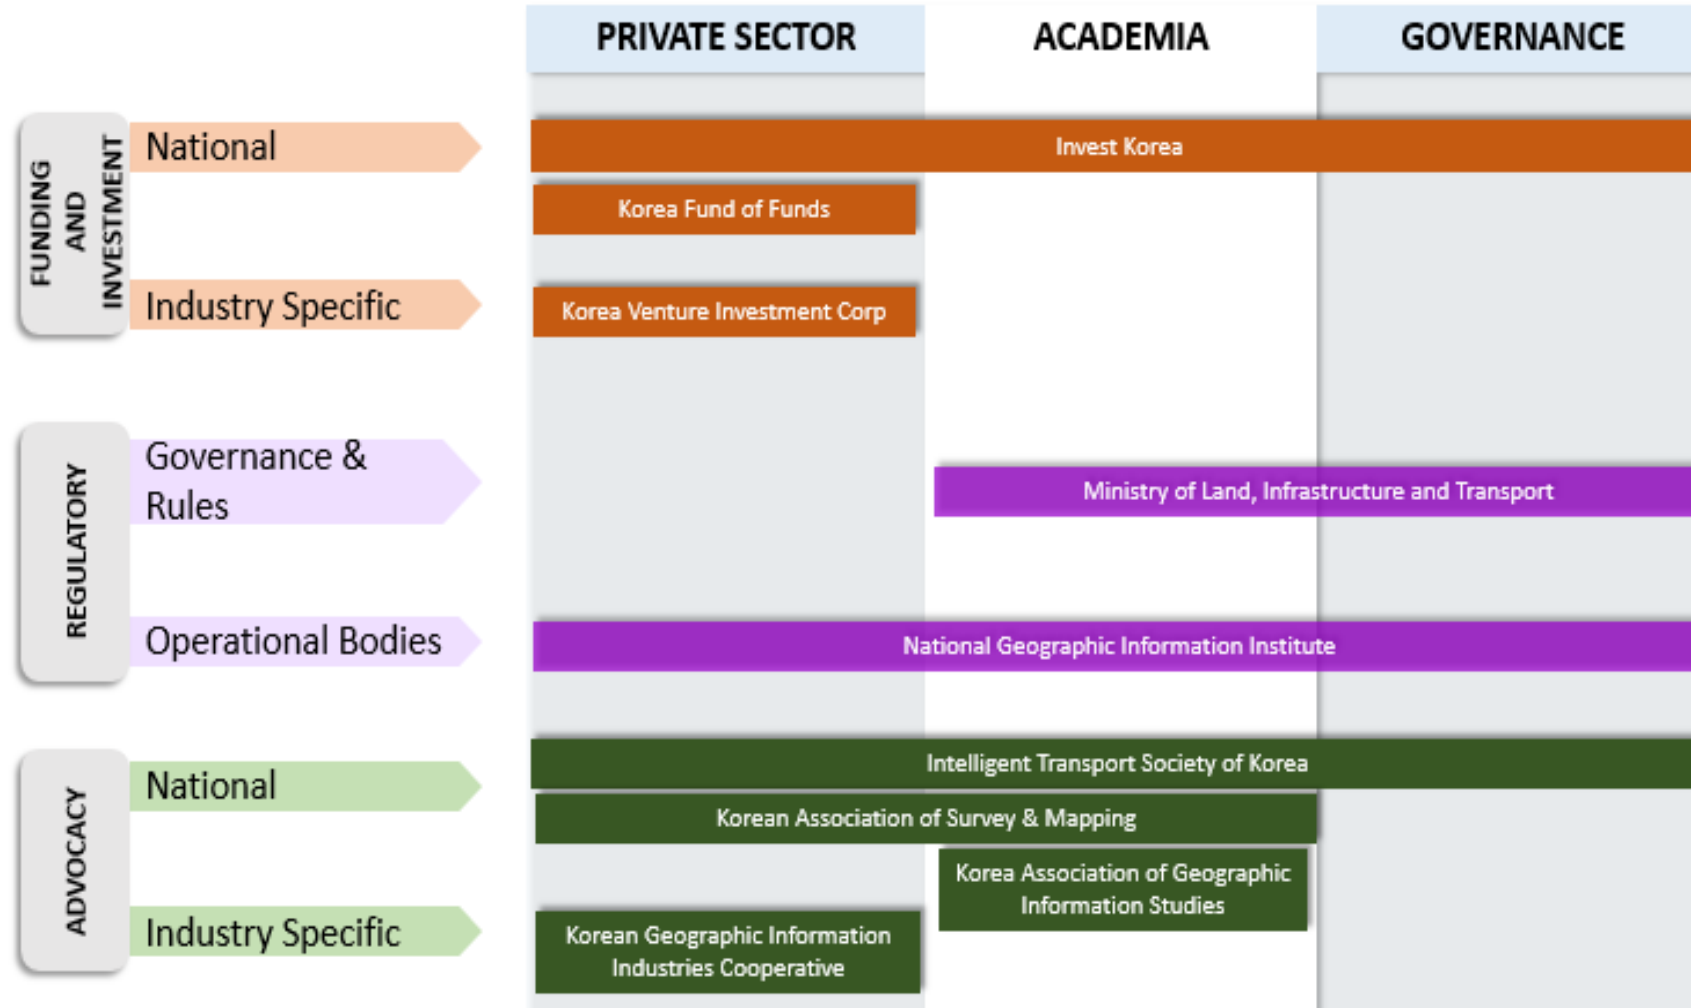 PRIVATE SECTOR
ACADEMIA
GOVERNANCE
FUNDING
AND
INVESTMENT
National
Invest Korea
Korea Fund of Funds
Industry Specific
Korea Venture Investment Corp
REGULATORY
Governance &
Rules
Ministry of Land, Infrastructure and Transport
Operational Bodies
National Geographic Information Institute
ADVOCACY
National
Intelligent Transport Society of Korea
Korean Association of Survey & Mapping
Korea Association of Geographic
Information Studies
Industry Specific
Korean Geographic Information
Industries Cooperative